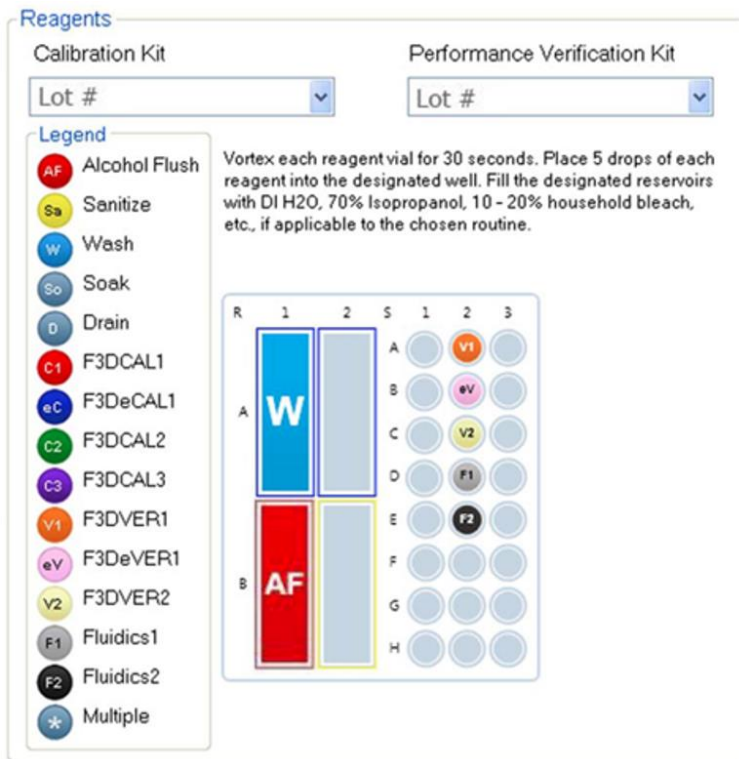 Reagents
Calibration Kit
Performance Verification Kit
Lot #
Lot #
Legend
AF Alcohol Flush
Sa Sanitize
W Wash
So Soak
D Drain
C1 F3DCAL1
eC F3DeCAL1
C2 F3DCAL2
C3 F3DCAL3
V1 F3DVER1
eV F3DeVER1
V2 F3DVER2
F1 Fluidics1
F2 Fluidics2
* Multiple
Vortex each reagent vial for 30 seconds. Place 5 drops of each
reagent into the designated well. Fill the designated reservoirs
with DI H2O, 70% Isopropanol, 10 - 20% household bleach,
etc., if applicable to the chosen routine.
R 1 2 S 1 2 3
A V1
B eV
A W
C V2
D F1
E F2
F
B AF
G
H